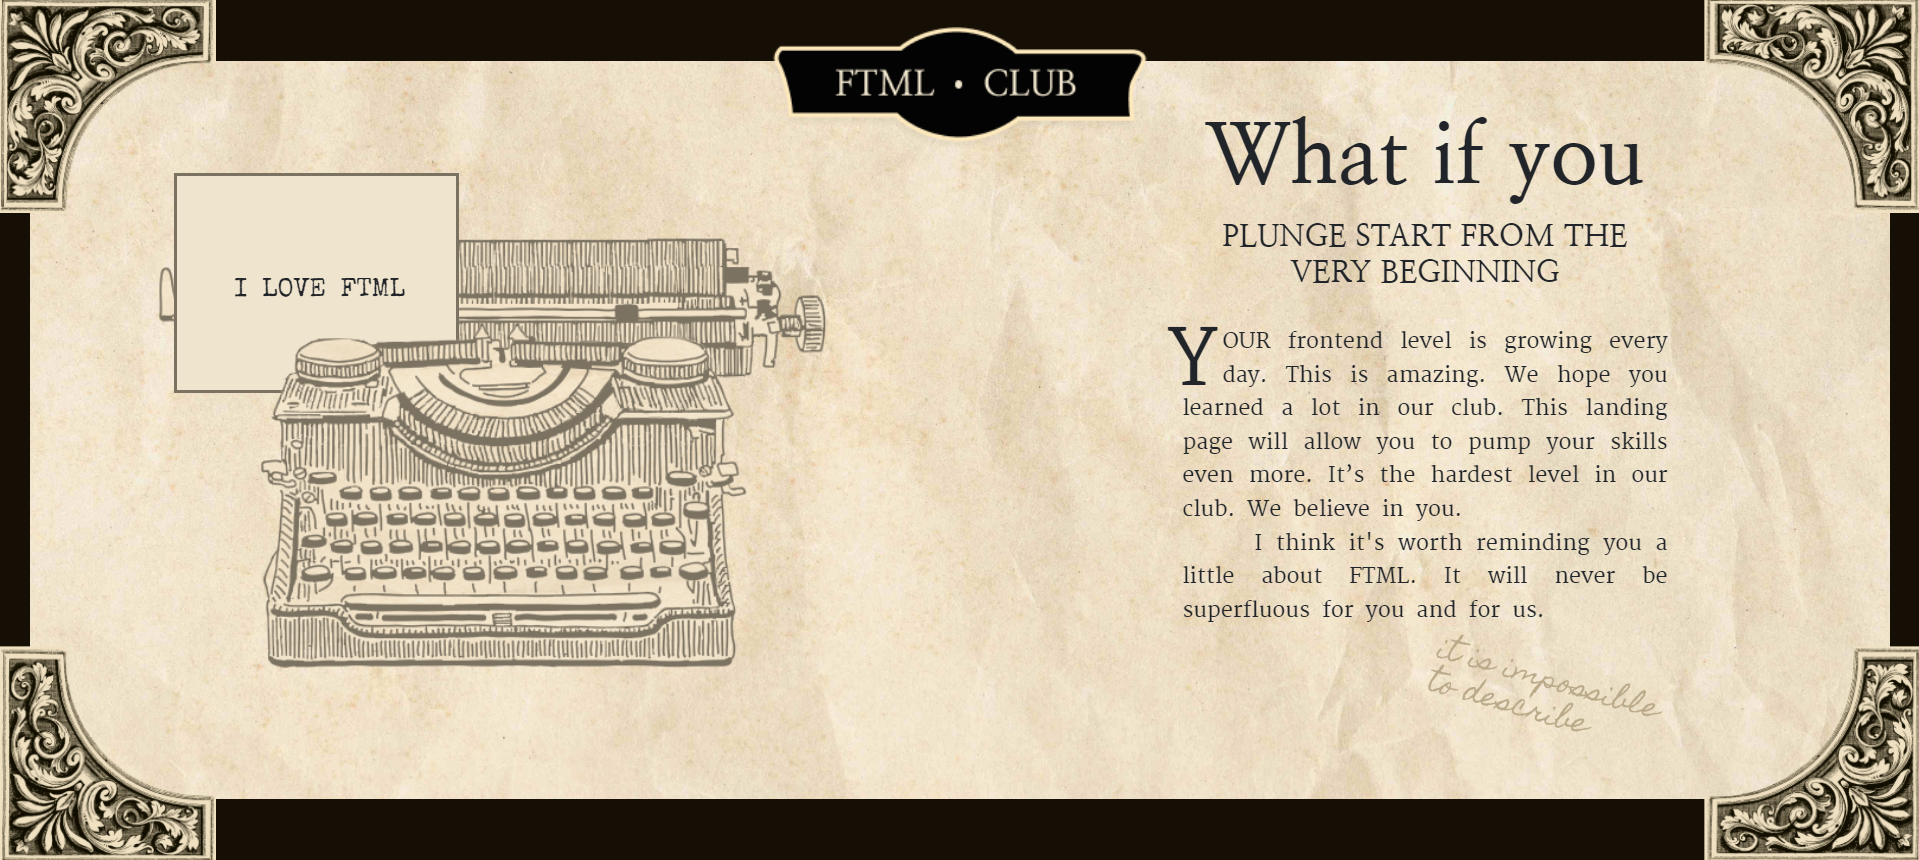 FTML • CLUB
I LOVE FTML
What if you
PLUNGE START FROM THE
VERY BEGINNING
YOUR frontend level is growing every
day. This is amazing. We hope you
learned a lot in our club. This landing
page will allow you to pump your skills
even more. It’s the hardest level in our
club. We believe in you.
I think it's worth reminding you a
little about FTML. It will never be
superfluous for you and for us.
it is impossible
to describe